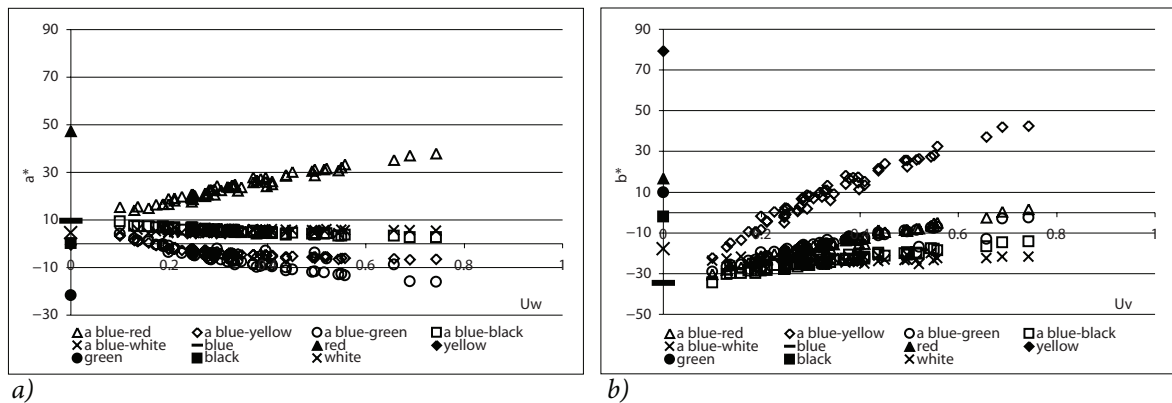 90
70
50
30
10
−10
−30
a*
0.2
0.4
0.6
0.8
1
Uw
a blue-red
a blue-yellow
a blue-green
a blue-black
a blue-white
blue
red
yellow
green
black
white
a)
90
70
50
30
10
−10
−30
−50
b*
0
0.2
0.4
0.6
0.8
1
Uv
a blue-red
a blue-yellow
a blue-green
a blue-black
a blue-white
blue
red
yellow
green
black
white
b)